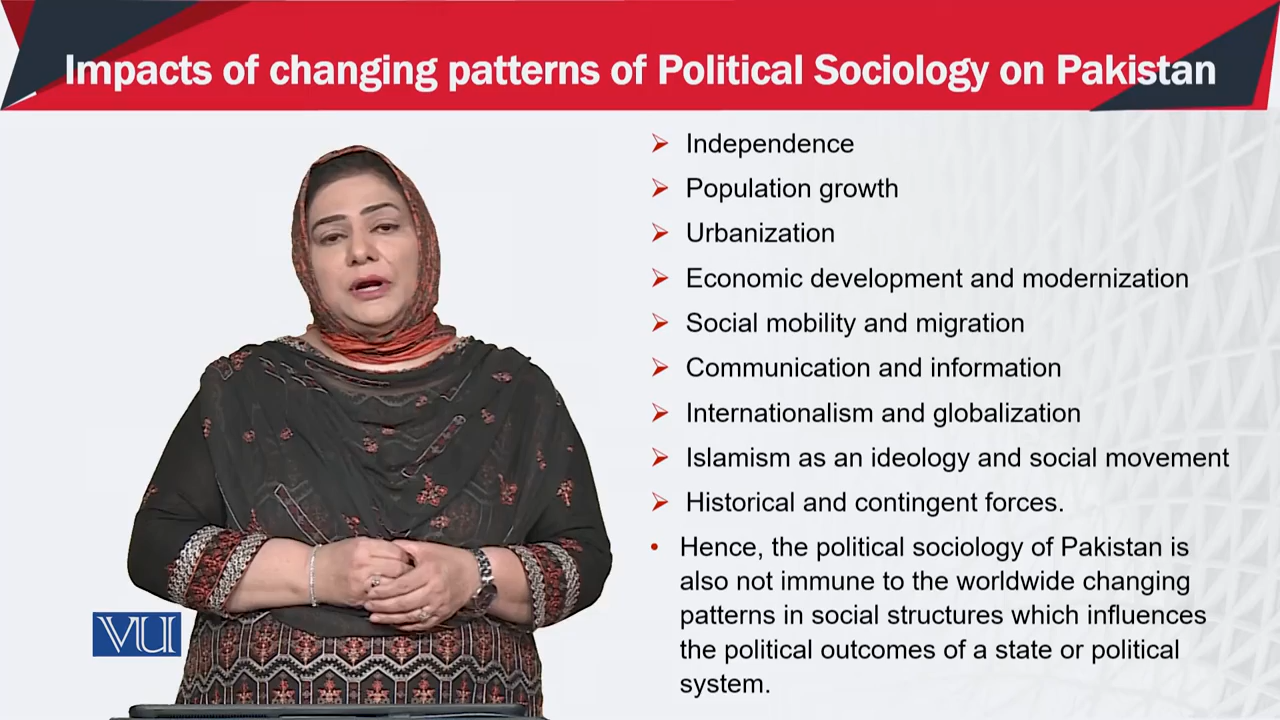 Impacts of changing patterns of Political Sociology on Pakistan
Independence
Population growth
Urbanization
Economic development and modernization
Social mobility and migration
Communication and information
Internationalism and globalization
Islamism as an ideology and social movement
Historical and contingent forces.
Hence, the political sociology of Pakistan is
also not immune to the worldwide changing
patterns in social structures which influences
the political outcomes of a state or political
system.
VU